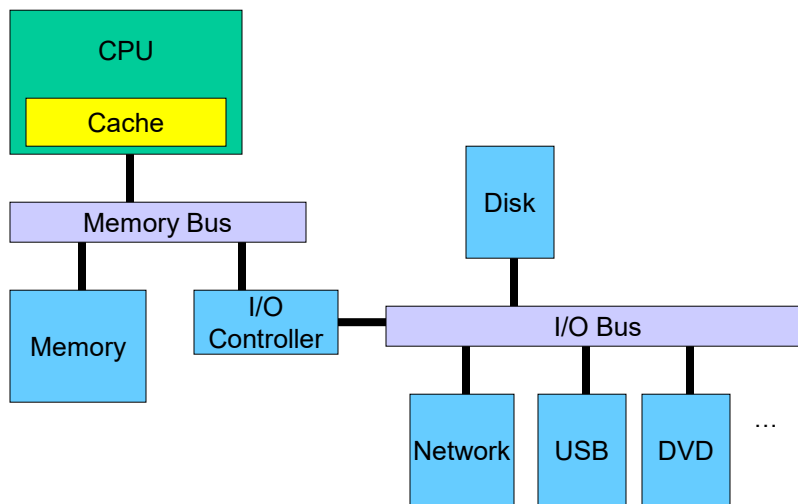 CPU
Cache
Memory Bus
Disk
Memory
I/O
Controller
I/O Bus
Network
USB
DVD
...